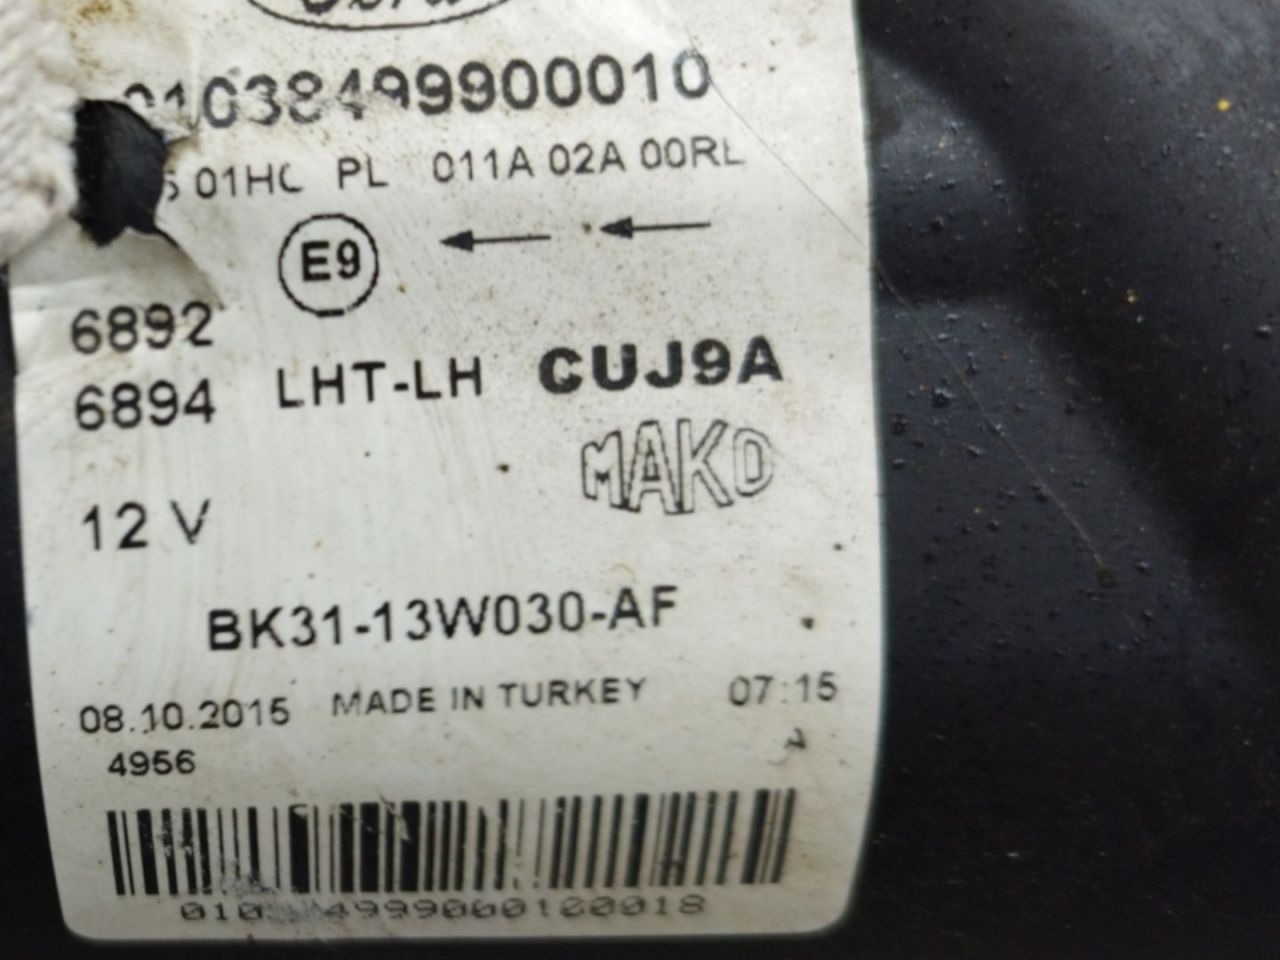 01038499900010
01HC PL 011A 02A 00RL
E9
6892
6894 LHT-LH CUJ9A
MAKO
12 V
BK31-13W030-AF
08.10.2015 MADE IN TURKEY 07:15
4956 A